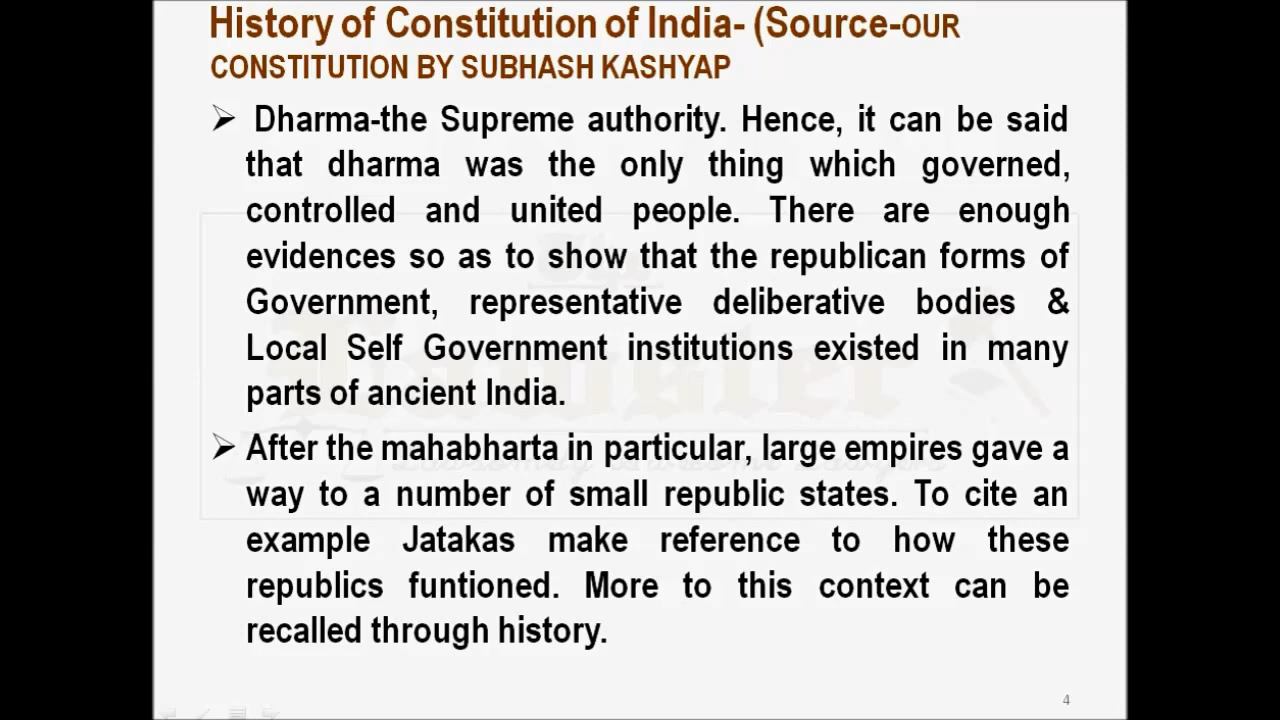 History of Constitution of India- (Source-OUR
CONSTITUTION BY SUBHASH KASHYAP
➢ Dharma-the Supreme authority. Hence, it can be said
that dharma was the only thing which governed,
controlled and united people. There are enough
evidences so as to show that the republican forms of
Government, representative deliberative bodies &
Local Self Government institutions existed in many
parts of ancient India.
➢ After the mahabharta in particular, large empires gave a
way to a number of small republic states. To cite an
example Jatakas make reference to how these
republics funtioned. More to this context can be
recalled through history.
4